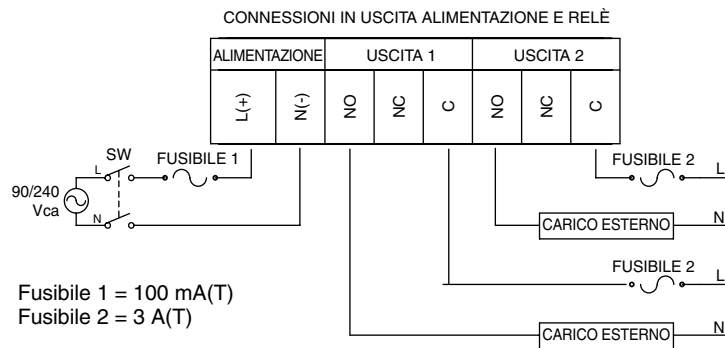 CONNESSIONI IN USCITA ALIMENTAZIONE E RELÈ
ALIMENTAZIONE USCITA 1 USCITA 2
L(+) N(-) NO NC C NO NC C
SW
L
FUSIBILE 1
FUSIBILE 2
L
90/240
Vca
N
CARICO ESTERNO
N
FUSIBILE 2
L
Fusibile 1 = 100 mA(T)
Fusibile 2 = 3 A(T)
CARICO ESTERNO
N